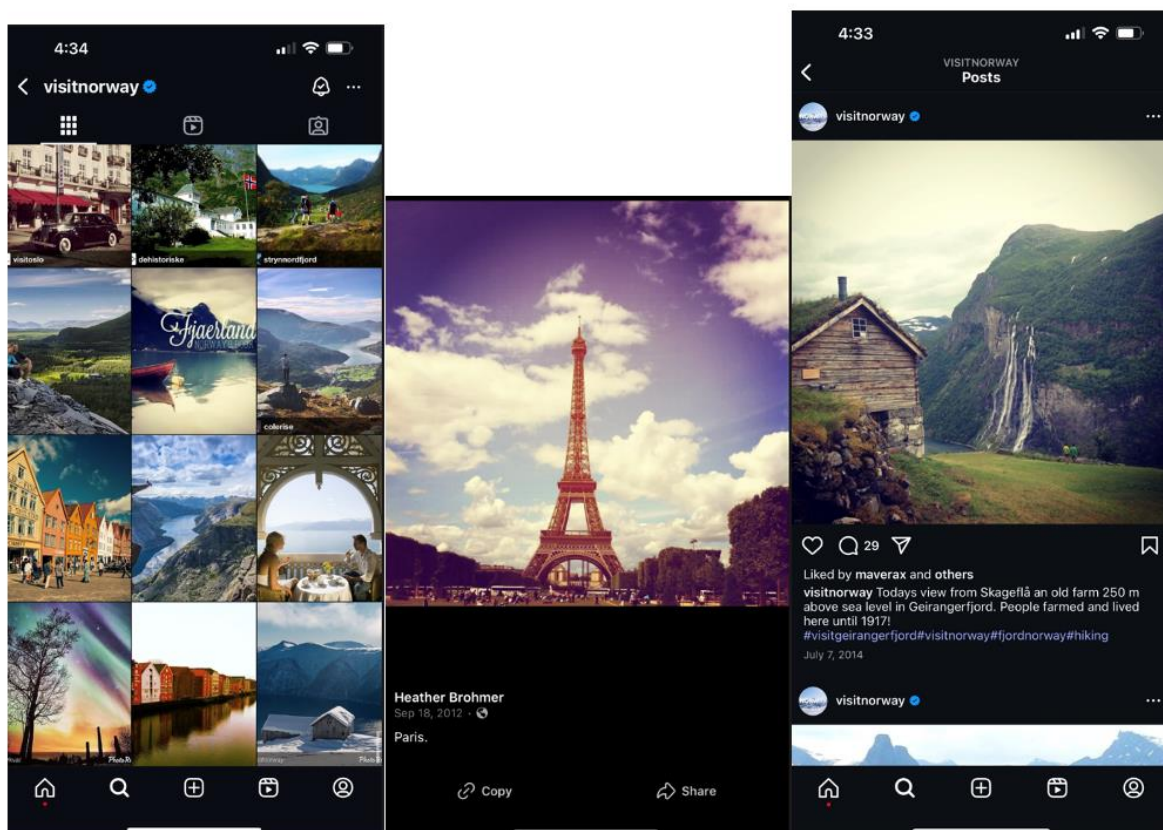 4:34
visitnorway
visitoslo
dehistoriske
strynnordfjord
Fjaerland
NORWAY
colerise
Heather Brohmer
Sep 18, 2012 ·
Paris.
Copy
Share
4:33
VISITNORWAY
Posts
visitnorway
29
Liked by maverax and others
visitnorway Todays view from Skageflå an old farm 250 m
above sea level in Geirangerfjord. People farmed and lived
here until 1917!
#visitgeirangerfjord#visitnorway#fjordnorway#hiking
July 7, 2014
visitnorway